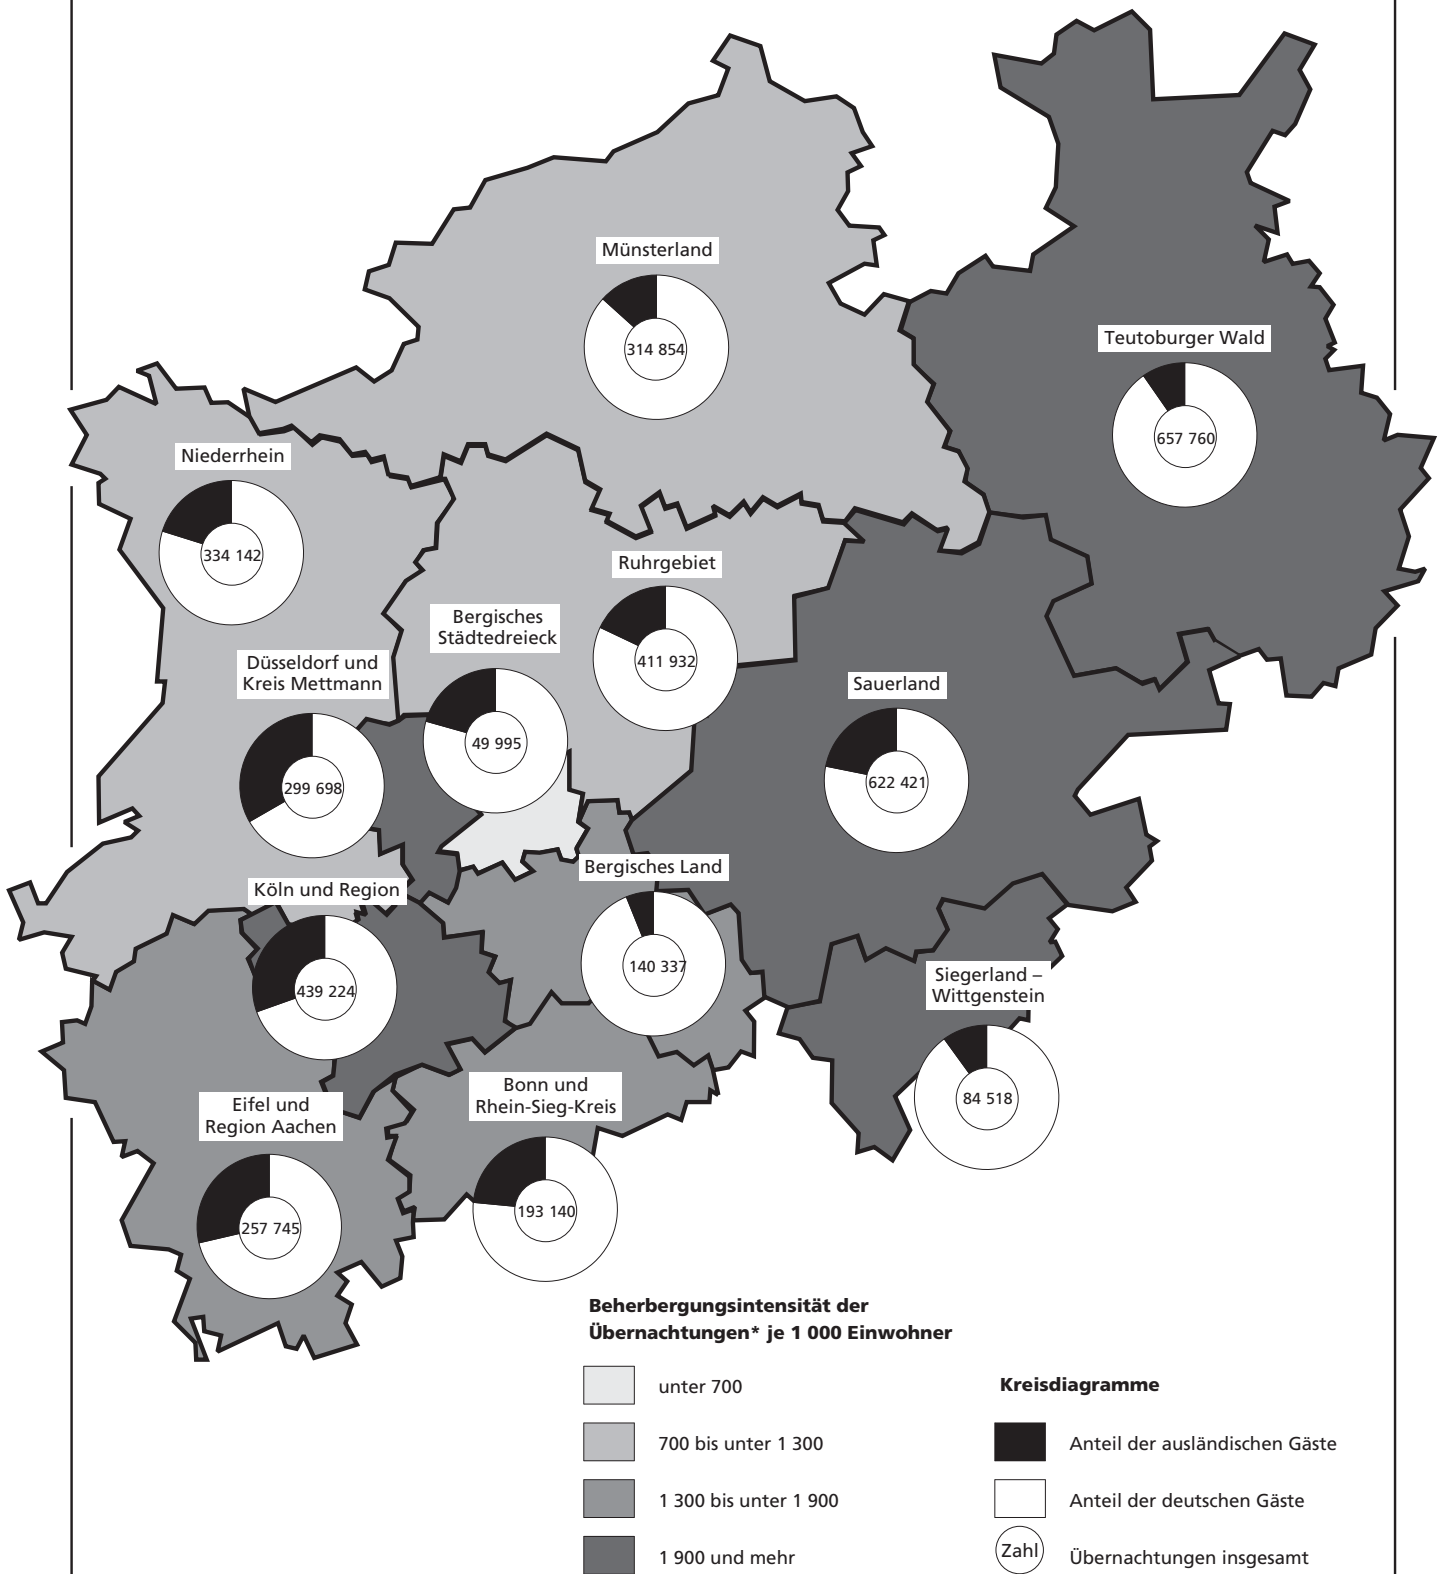 Münsterland
314 854
Teutoburger Wald
657 760
Niederrhein
334 142
Ruhrgebiet
411 932
Bergisches
Städtedreieck
49 995
Düsseldorf und
Kreis Mettmann
299 698
Sauerland
622 421
Bergisches Land
140 337
Köln und Region
439 224
Siegerland –
Wittgenstein
84 518
Bonn und
Rhein-Sieg-Kreis
193 140
Eifel und
Region Aachen
257 745
Beherbergungsintensität der
Übernachtungen* je 1 000 Einwohner
unter 700
700 bis unter 1 300
1 300 bis unter 1 900
1 900 und mehr
Kreisdiagramme
Anteil der ausländischen Gäste
Anteil der deutschen Gäste
Zahl
Übernachtungen insgesamt